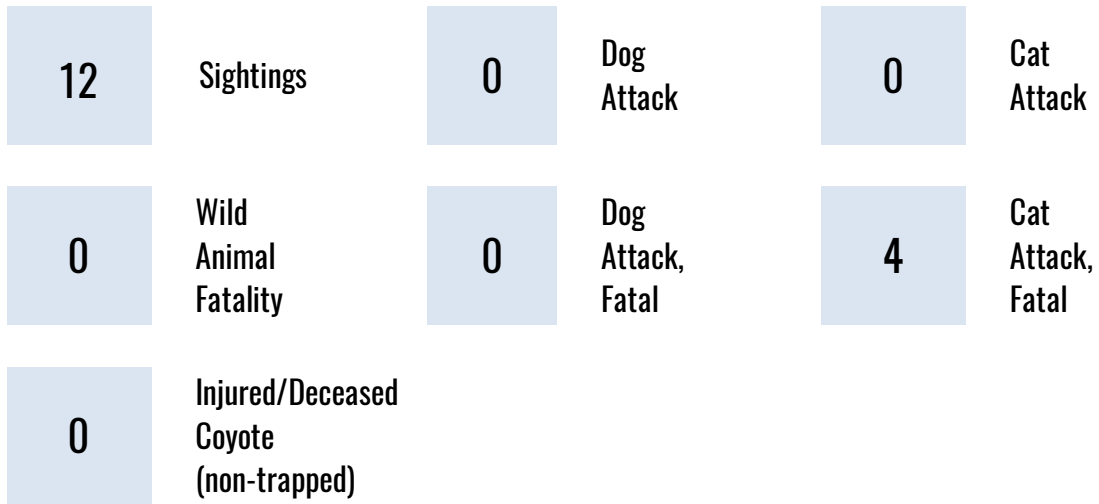 12
Sightings
0
Dog
Attack
0
Cat
Attack
0
Wild
Animal
Fatality
0
Dog
Attack,
Fatal
4
Cat
Attack,
Fatal
0
Injured/Deceased
Coyote
(non-trapped)